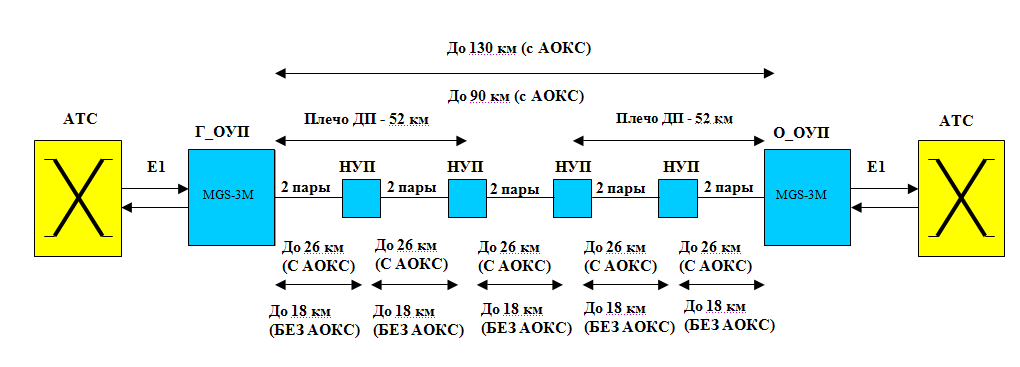 До 130 км (с АОКС)
До 90 км (с АОКС)
АТС
Г_ОУП
Плечо ДП - 52 км
Плечо ДП - 52 км
О_ОУП
АТС
Е1
НУП
НУП
НУП
НУП
Е1
MGS-3M
2 пары
2 пары
2 пары
2 пары
2 пары
MGS-3M
До 26 км
(С АОКС)
До 26 км
(С АОКС)
До 26 км
(С АОКС)
До 26 км
(С АОКС)
До 26 км
(С АОКС)
До 18 км
(БЕЗ АОКС)
До 18 км
(БЕЗ АОКС)
До 18 км
(БЕЗ АОКС)
До 18 км
(БЕЗ АОКС)
До 18 км
(БЕЗ АОКС)